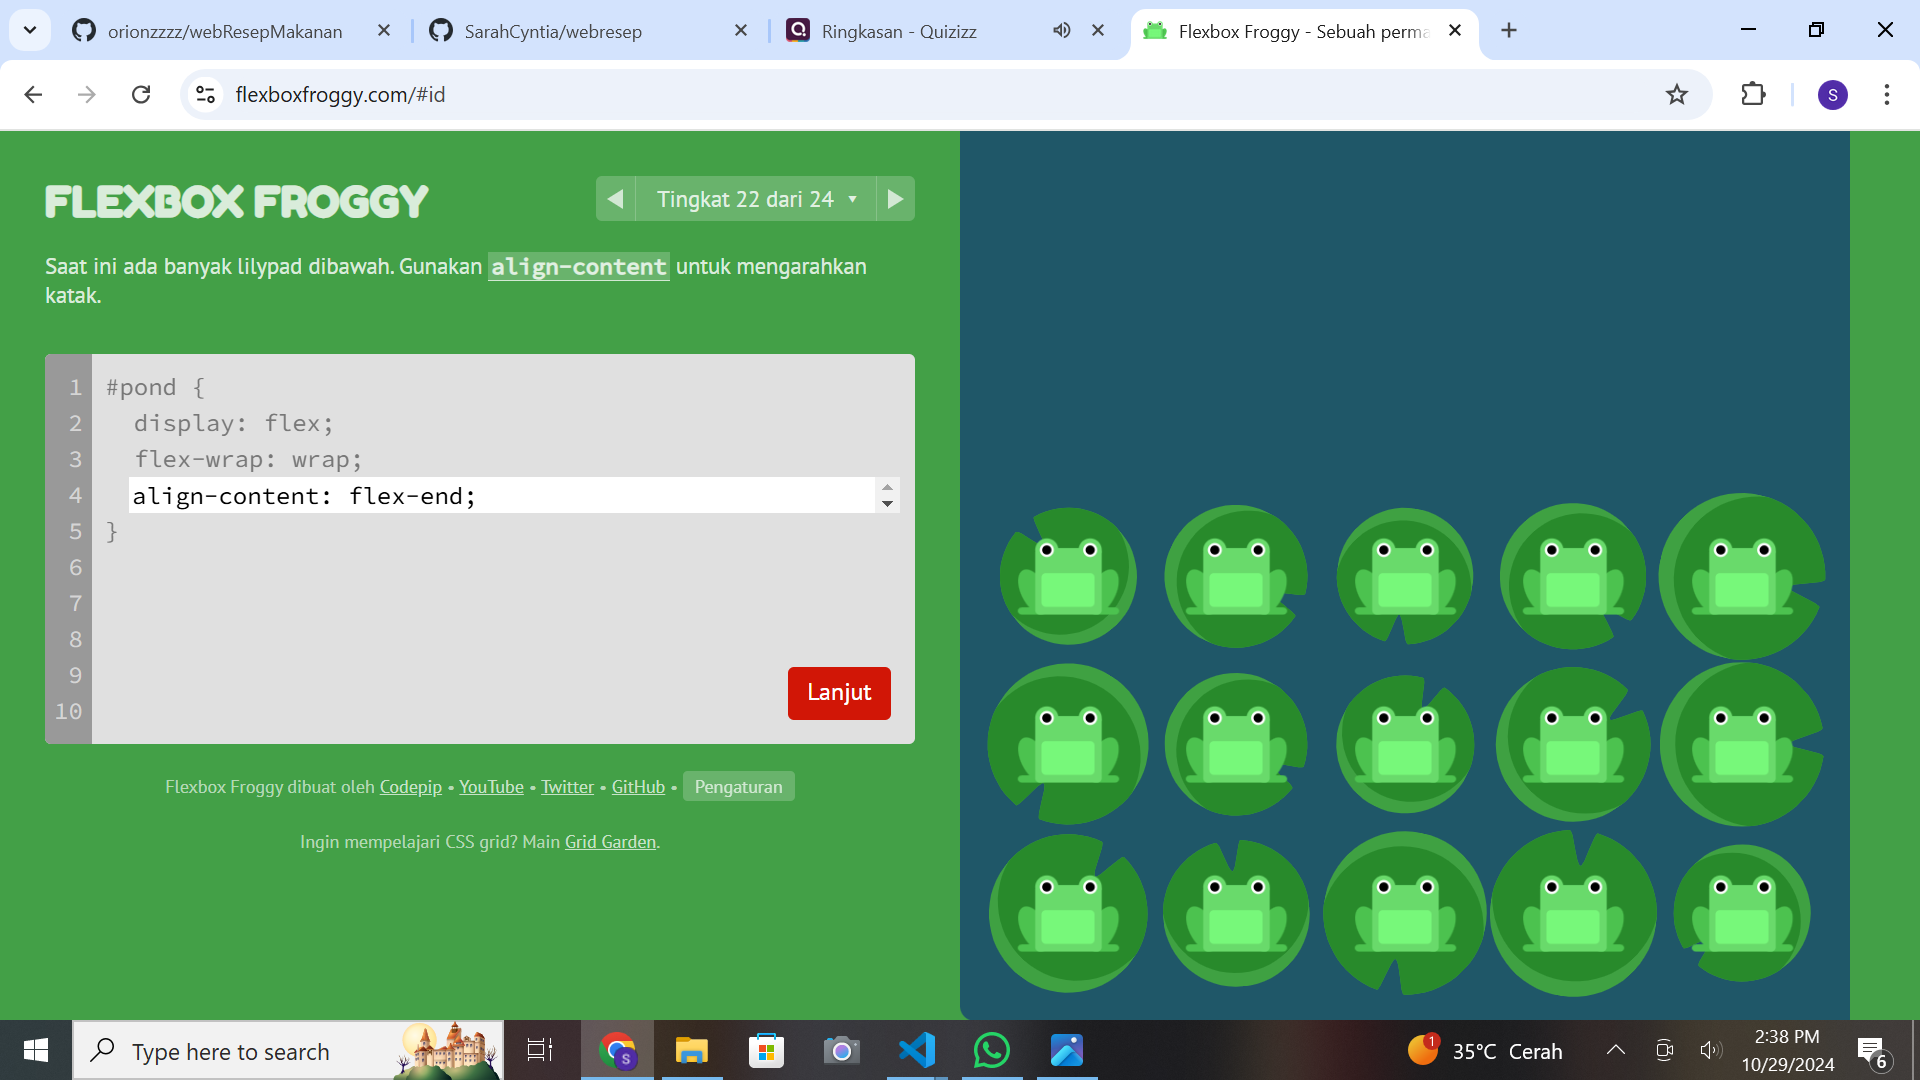 orionzzzz/webResepMakanan
SarahCyntia/webresep
Ringkasan - Quizizz
Flexbox Froggy - Sebuah perma
flexboxfroggy.com/#id
S
FLEXBOX FROGGY
Tingkat 22 dari 24
Saat ini ada banyak lilypad dibawah. Gunakan align-content untuk mengarahkan
katak.
1 #pond {
2 display: flex;
3 flex-wrap: wrap;
4 align-content: flex-end;
5 }
6
7
8
9
10
Lanjut
Flexbox Froggy dibuat oleh Codepip • YouTube • Twitter • GitHub • Pengaturan
Ingin mempelajari CSS grid? Main Grid Garden.
Type here to search
S
1
35°C Cerah
2:38 PM
10/29/2024
6